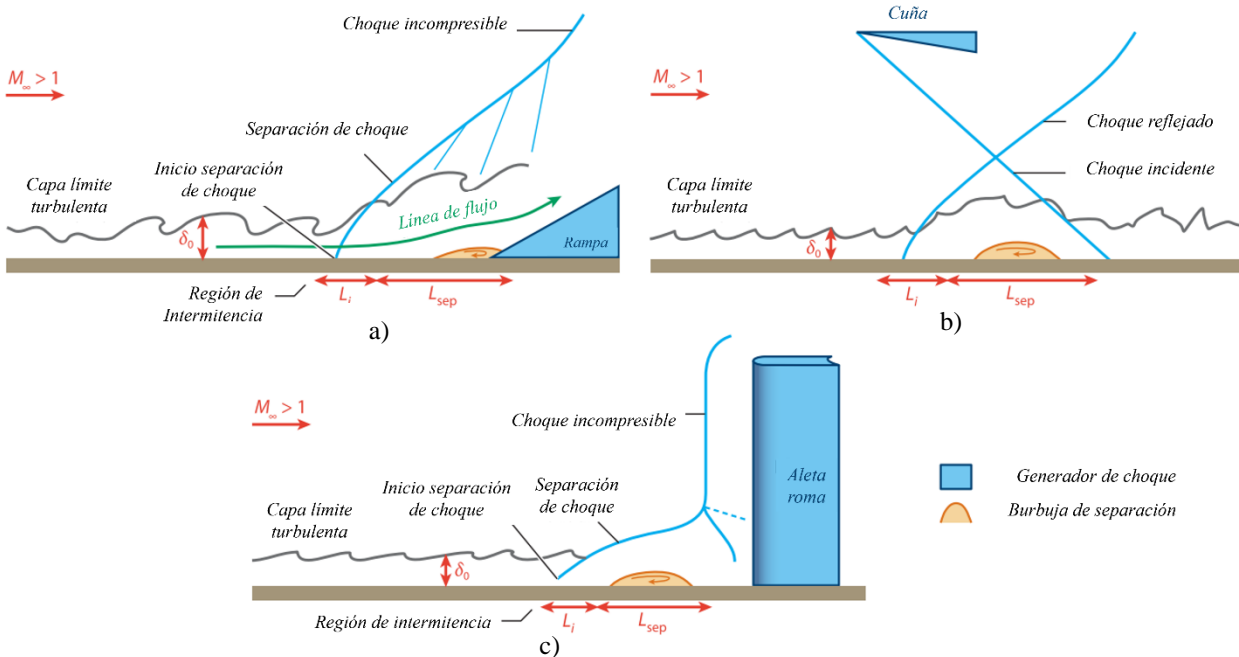 Choque incompresible
M∞ > 1
Separación de choque
Inicio separación
de choque
Capa límite
turbulenta
δ0
Línea de flujo
Rampa
Región de
Intermitencia
Li
Lsep
a)
Cuña
M∞ > 1
Choque reflejado
Choque incidente
Capa límite
turbulenta
δ0
Li
Lsep
b)
M∞ > 1
Choque incompresible
Aleta
roma
Inicio separación
de choque
Separación
de choque
Capa límite
turbulenta
δ0
Región de intermitencia
Li
Lsep
c)
Generador de choque
Burbuja de separación